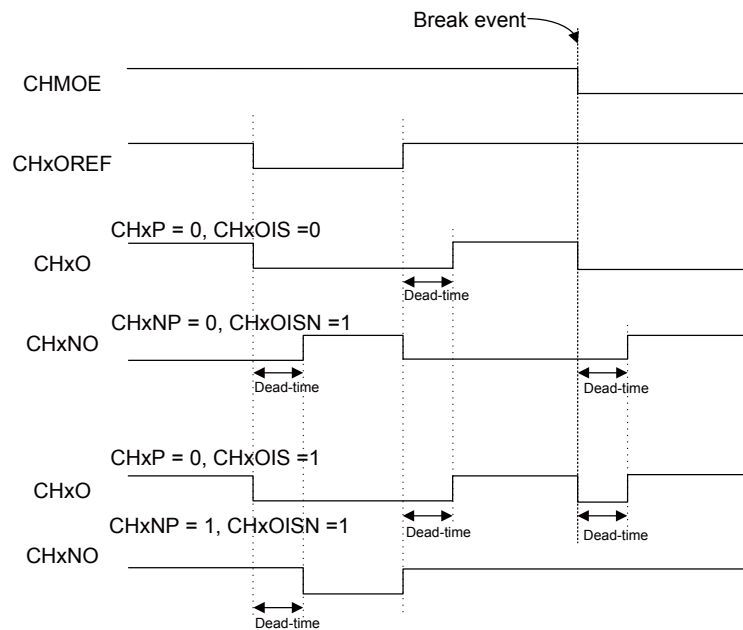 Break event
CHMOE
CHxOREF
CHxP = 0, CHxOIS =0
CHxO
Dead-time
CHxNP = 0, CHxOISN =1
CHxNO
Dead-time
Dead-time
CHxP = 0, CHxOIS =1
CHxO
Dead-time
Dead-time
CHxNP = 1, CHxOISN =1
CHxNO
Dead-time